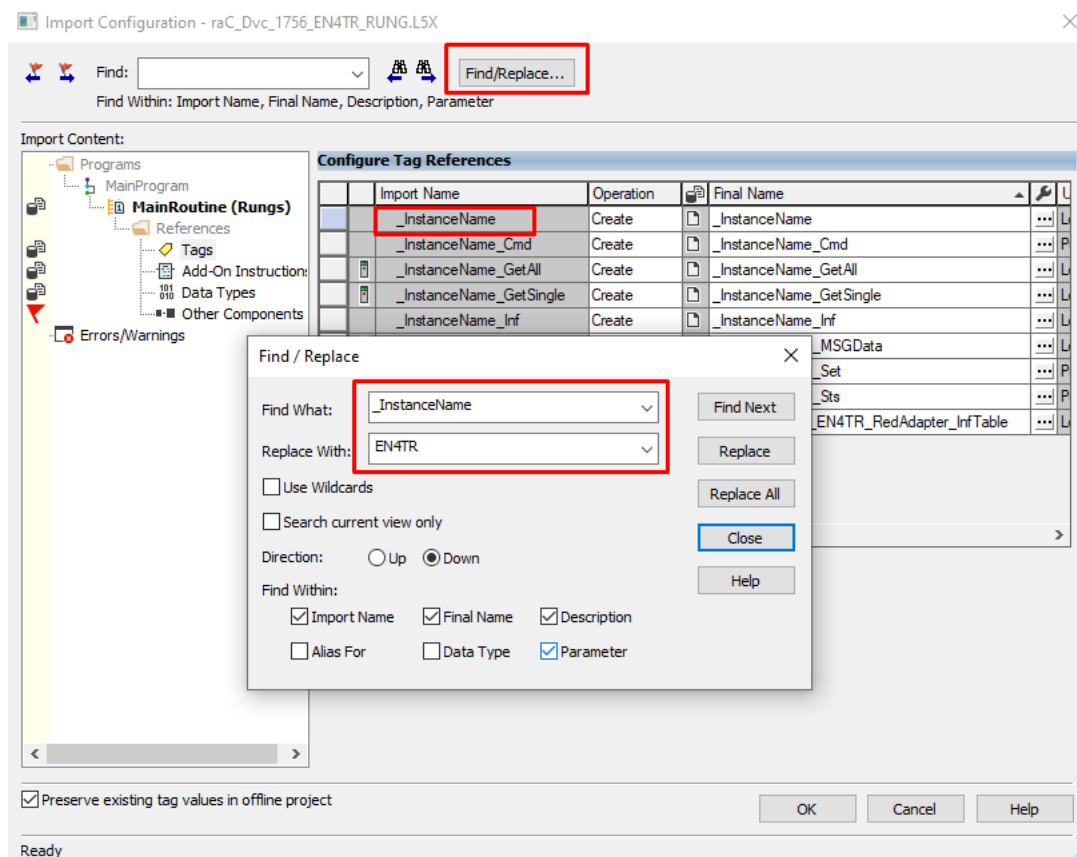 Import Configuration - raC_Dvc_1756_EN4TR_RUNG.L5X
Find:
Find/Replace...
Find Within: Import Name, Final Name, Description, Parameter
Import Content:
Programs
MainProgram
MainRoutine (Rungs)
References
Tags
Add-On Instruction
Data Types
Other Components
Errors/Warnings
Configure Tag References
Import Name Operation Final Name U
_InstanceName Create _InstanceName ... L
_InstanceName_Cmd Create _InstanceName_Cmd ... P
_InstanceName_GetAll Create _InstanceName_GetAll ... L
_InstanceName_GetSingle Create _InstanceName_GetSingle ... L
_InstanceName_Inf Create _InstanceName_Inf ... L
_MSGData ... L
_Set ... P
_Sts ... P
_EN4TR_RedAdapter_InfTable ... L
Find / Replace
Find What: _InstanceName Find Next
Replace With: EN4TR Replace
Use Wildcards Replace All
Search current view only
Close
Direction: Up Down
Help
Find Within:
Import Name Final Name Description
Alias For Data Type Parameter
Preserve existing tag values in offline project
OK Cancel Help
Ready